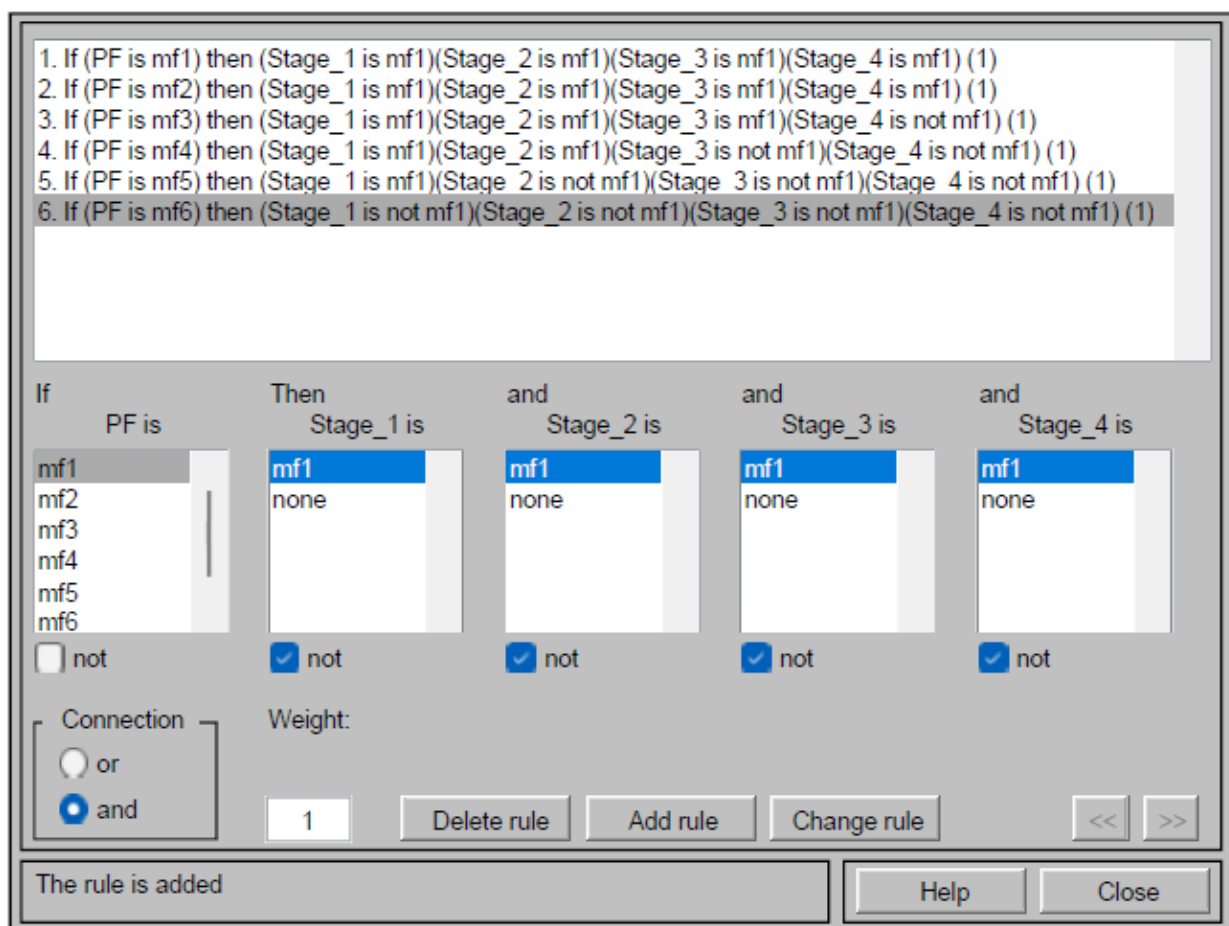 1. If (PF is mf1) then (Stage_1 is mf1)(Stage_2 is mf1)(Stage_3 is mf1)(Stage_4 is mf1) (1)
2. If (PF is mf2) then (Stage_1 is mf1)(Stage_2 is mf1)(Stage_3 is mf1)(Stage_4 is mf1) (1)
3. If (PF is mf3) then (Stage_1 is mf1)(Stage_2 is mf1)(Stage_3 is mf1)(Stage_4 is not mf1) (1)
4. If (PF is mf4) then (Stage_1 is mf1)(Stage_2 is mf1)(Stage_3 is not mf1)(Stage_4 is not mf1) (1)
5. If (PF is mf5) then (Stage_1 is mf1)(Stage_2 is not mf1)(Stage_3 is not mf1)(Stage_4 is not mf1) (1)
6. If (PF is mf6) then (Stage_1 is not mf1)(Stage_2 is not mf1)(Stage_3 is not mf1)(Stage_4 is not mf1) (1)
If Then and and and
PF is Stage_1 is Stage_2 is Stage_3 is Stage_4 is
mf1 mf1 mf1 mf1 mf1
mf2 none none none none
mf3
mf4
mf5
mf6
not not not not not
Connection Weight:
or
and 1 Delete rule Add rule Change rule << >>
The rule is added Help Close